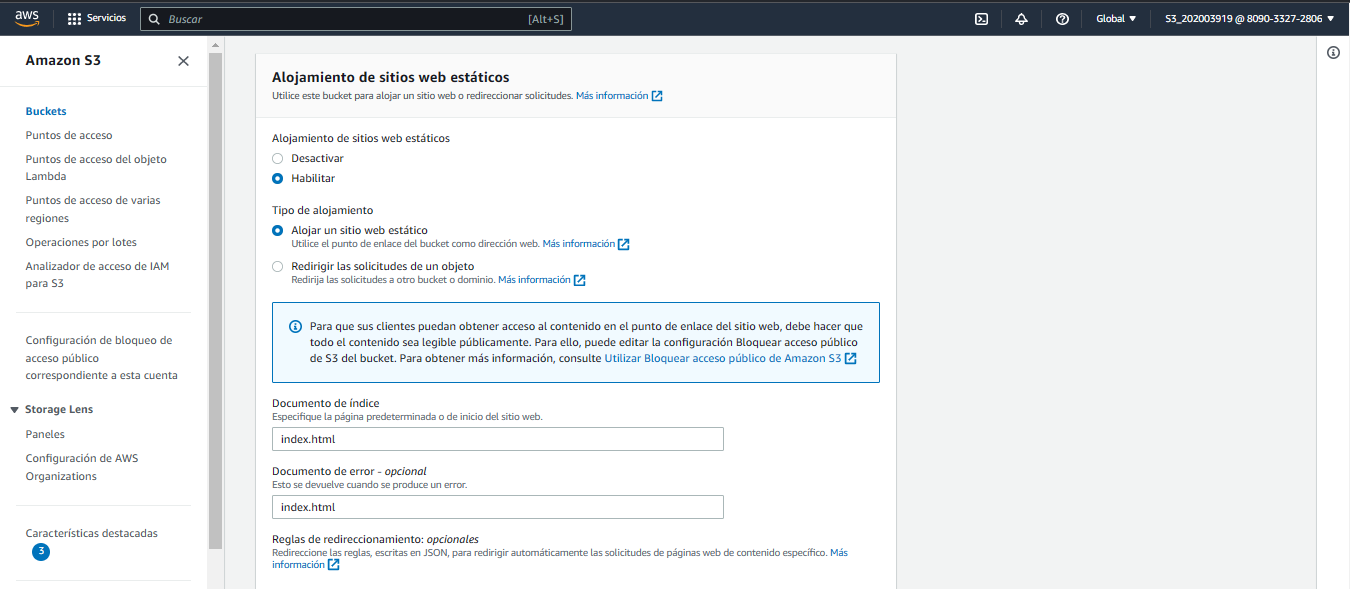 aws
Servicios
Buscar
[Alt+S]
Global
S3_202003919 @ 8090-3327-2806
Amazon S3
Buckets
Puntos de acceso
Puntos de acceso del objeto
Lambda
Puntos de acceso de varias
regiones
Operaciones por lotes
Analizador de acceso de IAM
para S3
Configuración de bloqueo de
acceso público
correspondiente a esta cuenta
Storage Lens
Paneles
Configuración de AWS
Organizations
Características destacadas
3
Alojamiento de sitios web estáticos
Utilice este bucket para alojar un sitio web o redireccionar solicitudes. Más información
Alojamiento de sitios web estáticos
Desactivar
Habilitar
Tipo de alojamiento
Alojar un sitio web estático
Utilice el punto de enlace del bucket como dirección web. Más información
Redirigir las solicitudes de un objeto
Redirija las solicitudes a otro bucket o dominio. Más información
Para que sus clientes puedan obtener acceso al contenido en el punto de enlace del sitio web, debe hacer que
todo el contenido sea legible públicamente. Para ello, puede editar la configuración Bloquear acceso público
de S3 del bucket. Para obtener más información, consulte Utilizar Bloquear acceso público de Amazon S3
Documento de índice
Especifique la página predeterminada o de inicio del sitio web.
index.html
Documento de error - opcional
Esto se devuelve cuando se produce un error.
index.html
Reglas de redireccionamiento: opcionales
Redireccione las reglas, escritas en JSON, para redirigir automáticamente las solicitudes de páginas web de contenido específico. Más
información